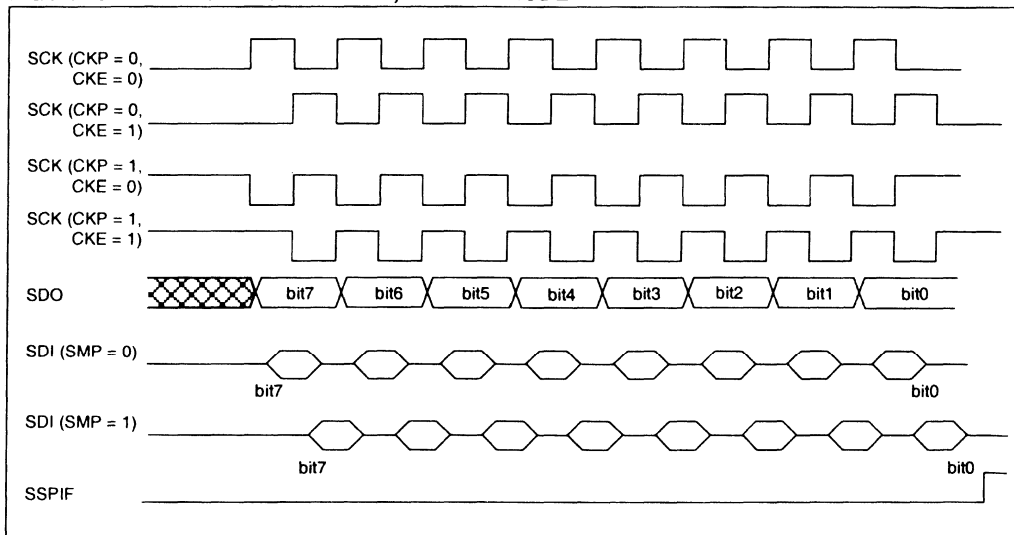 SCK (CKP = 0,
CKE = 0)
SCK (CKP = 0,
CKE = 1)
SCK (CKP = 1,
CKE = 0)
SCK (CKP = 1,
CKE = 1)
SDO bit7 bit6 bit5 bit4 bit3 bit2 bit1 bit0
SDI (SMP = 0)
bit7 bit0
SDI (SMP = 1)
bit7 bit0
SSPIF